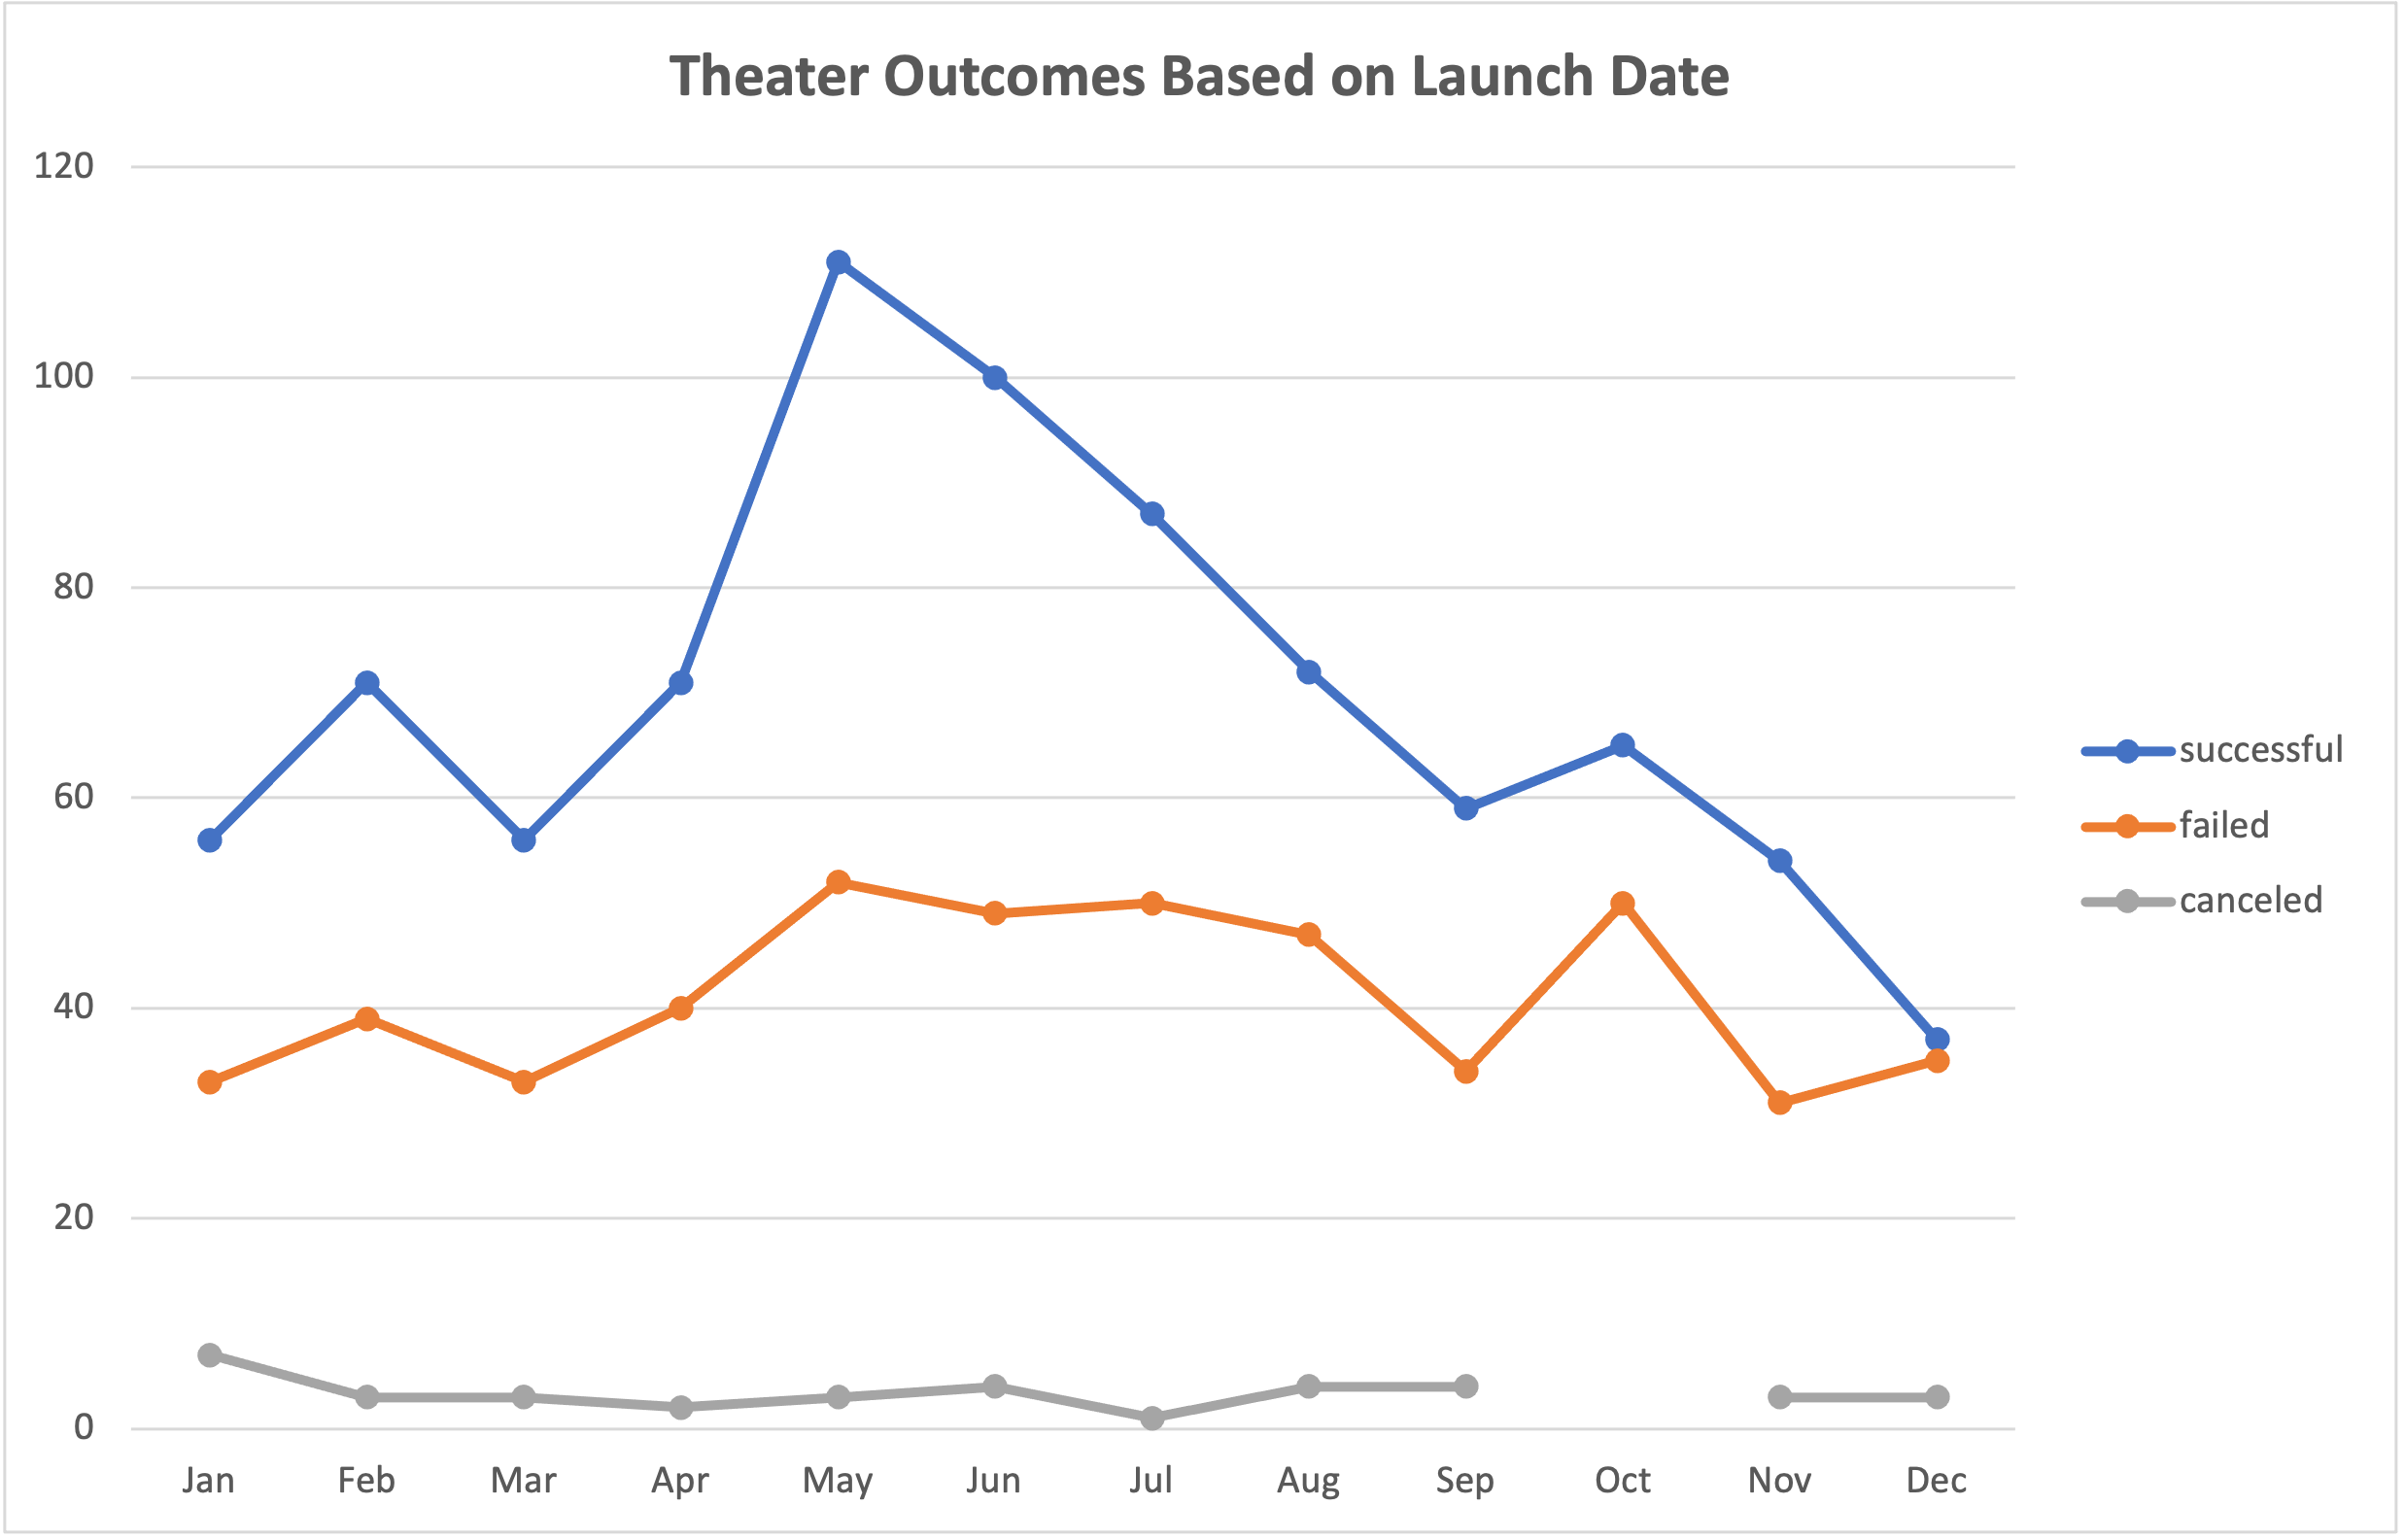 Theater Outcomes Based on Launch Date
120
100
80
60
40
20
0
Jan Feb Mar Apr May Jun Jul Aug Sep Oct Nov Dec
successful
failed
canceled